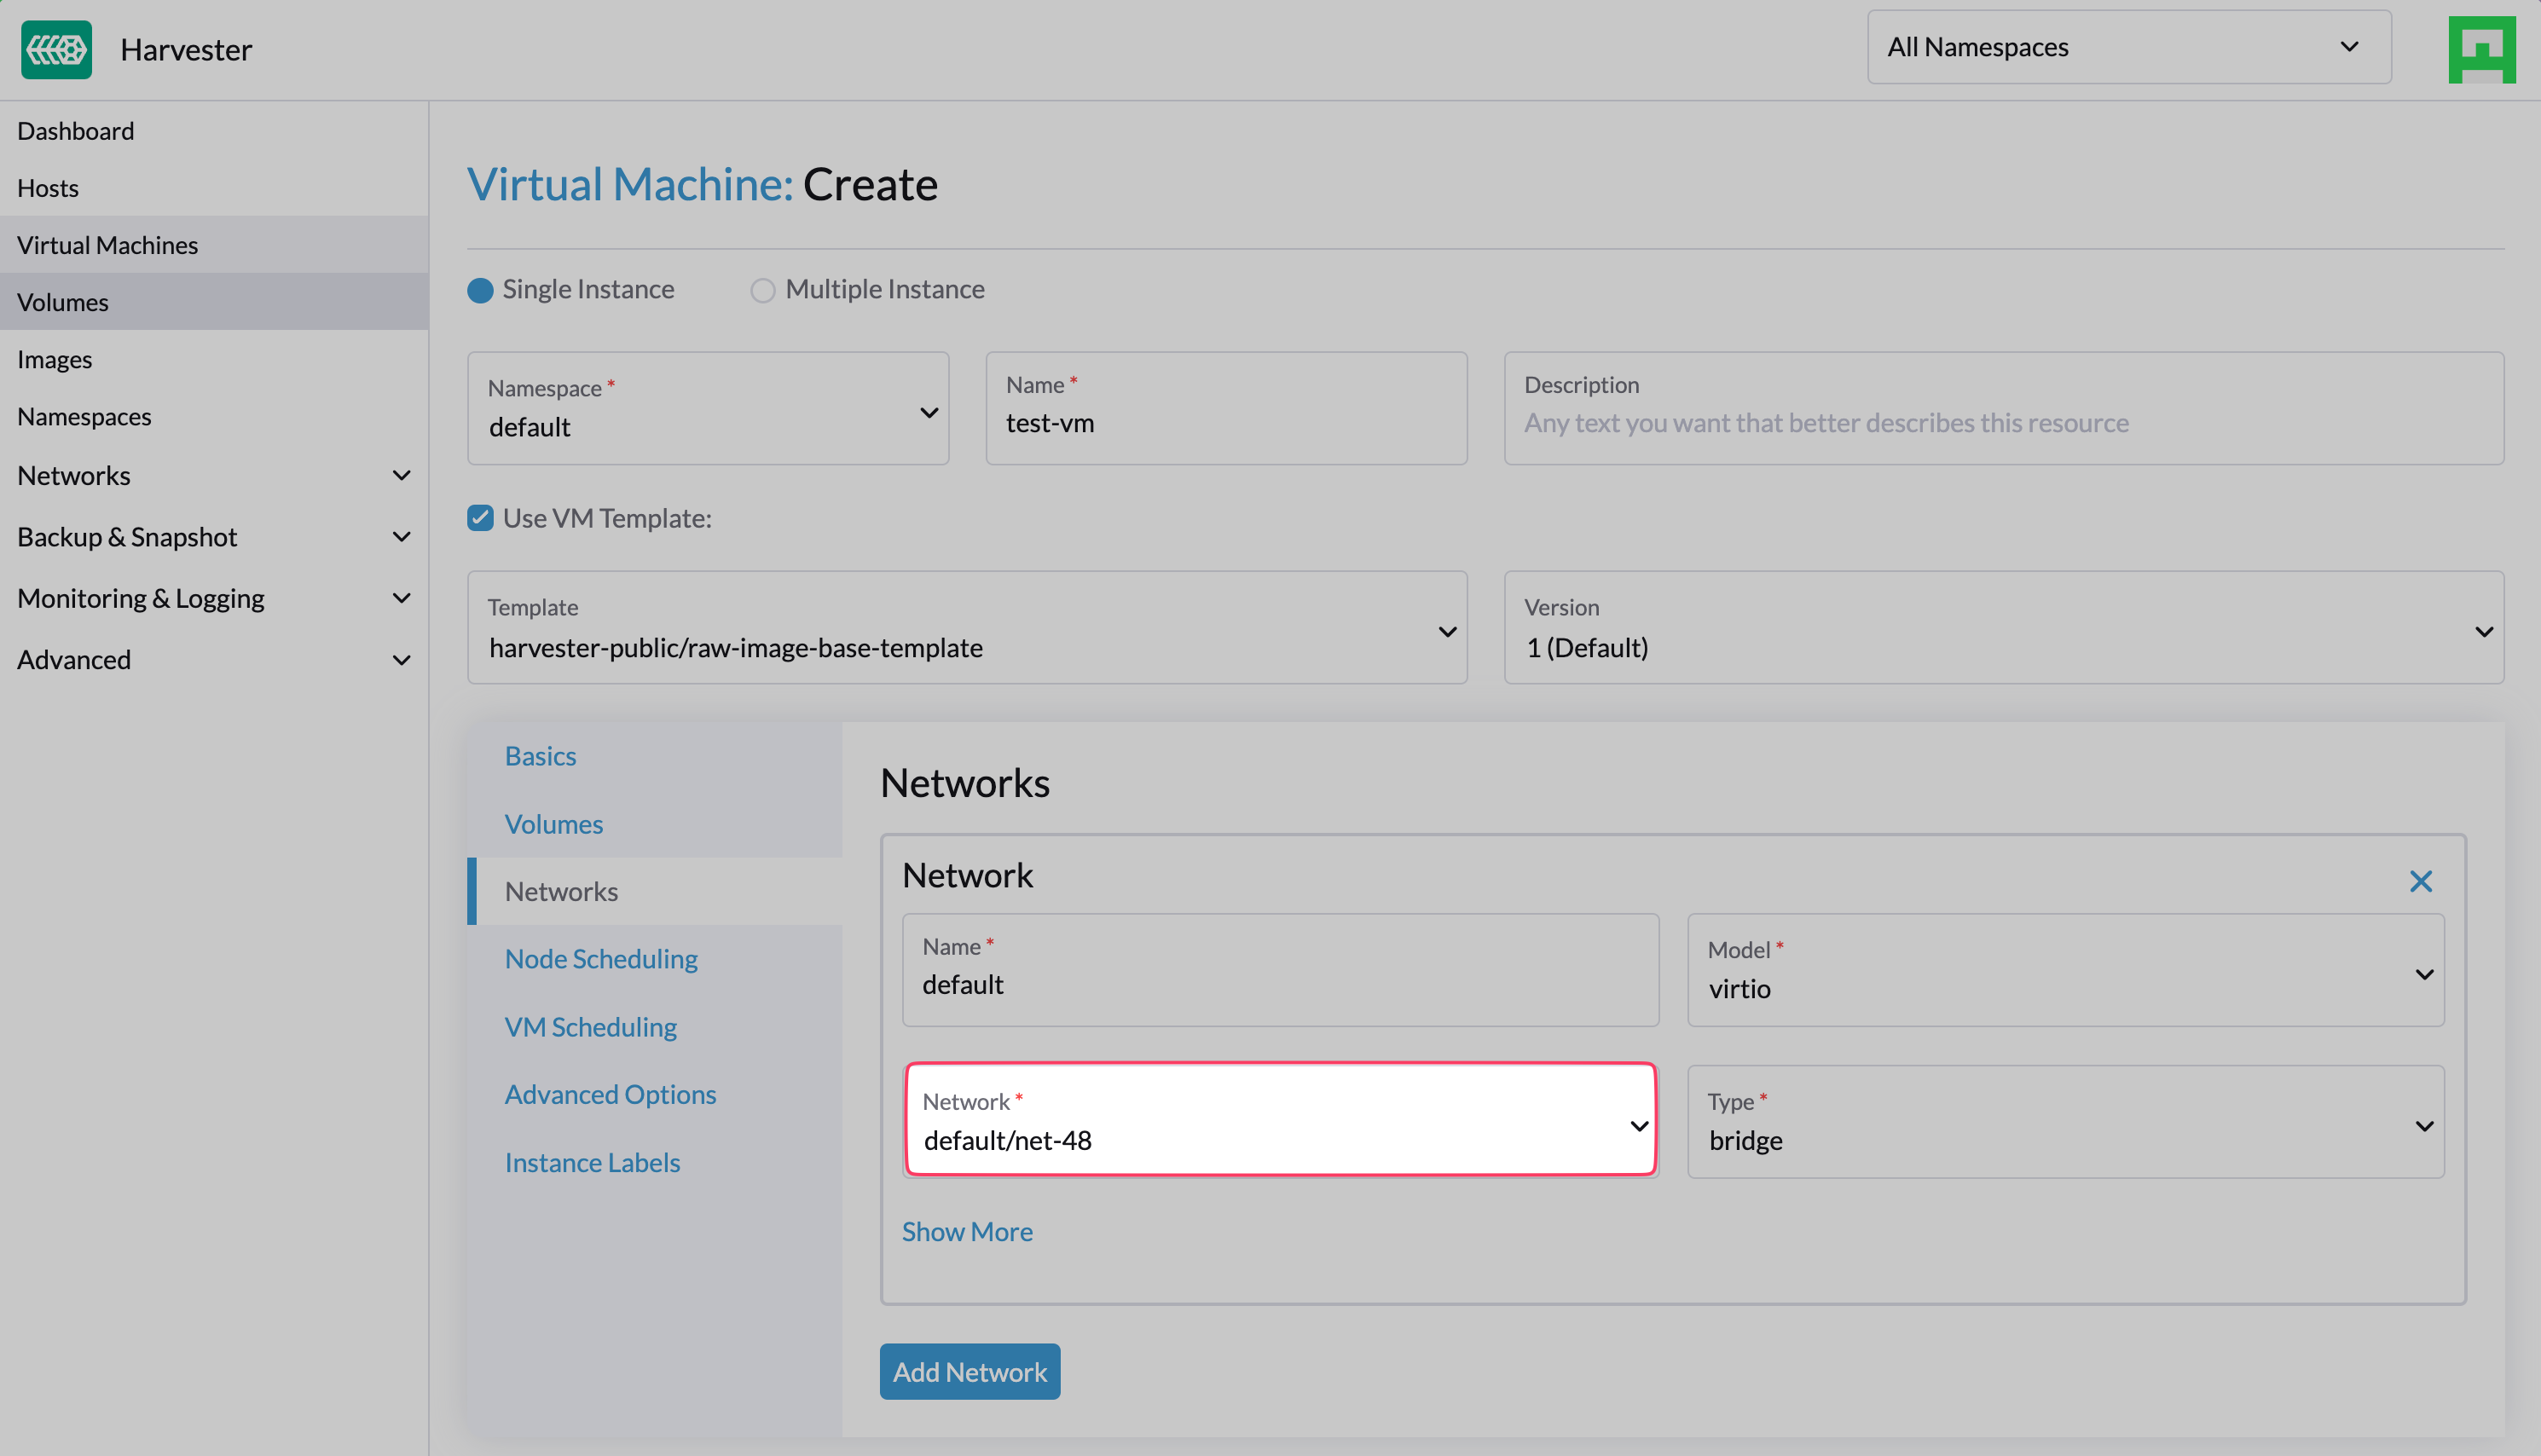 Harvester
All Namespaces
Dashboard
Hosts
Virtual Machines
Volumes
Images
Namespaces
Networks
Backup & Snapshot
Monitoring & Logging
Advanced
Virtual Machine: Create
Single Instance
Multiple Instance
Namespace *
default
Name *
test-vm
Description
Any text you want that better describes this resource
Use VM Template:
Template
harvester-public/raw-image-base-template
Version
1 (Default)
Basics
Volumes
Networks
Node Scheduling
VM Scheduling
Advanced Options
Instance Labels
Networks
Network
Name *
default
Model *
virtio
Network *
default/net-48
Type *
bridge
Show More
Add Network